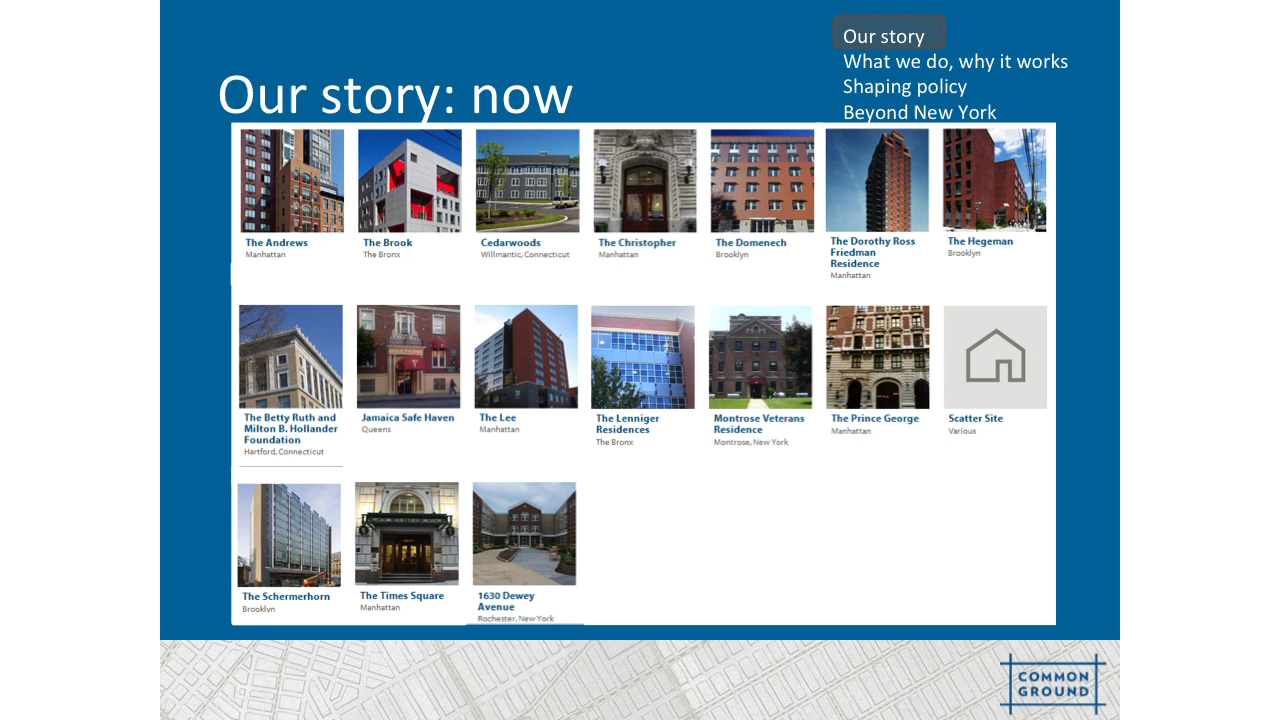 Our story
What we do, why it works
Shaping policy
Beyond New York
Our story: now
The Andrews
Manhattan
The Brook
The Bronx
Cedarwoods
Willmantic, Connecticut
The Christopher
Manhattan
The Domenech
Brooklyn
The Dorothy Ross
Friedman
Residence
Manhattan
The Hegeman
Brooklyn
The Betty Ruth and
Milton B. Hollander
Foundation
Hartford, Connecticut
Jamaica Safe Haven
Queens
The Lee
Manhattan
The Lenniger
Residences
The Bronx
Montrose Veterans
Residence
Montrose, New York
The Prince George
Manhattan
Scatter Site
Various
The Schermerhorn
Brooklyn
The Times Square
Manhattan
1630 Dewey
Avenue
Rochester, New York
COMMON
GROUND